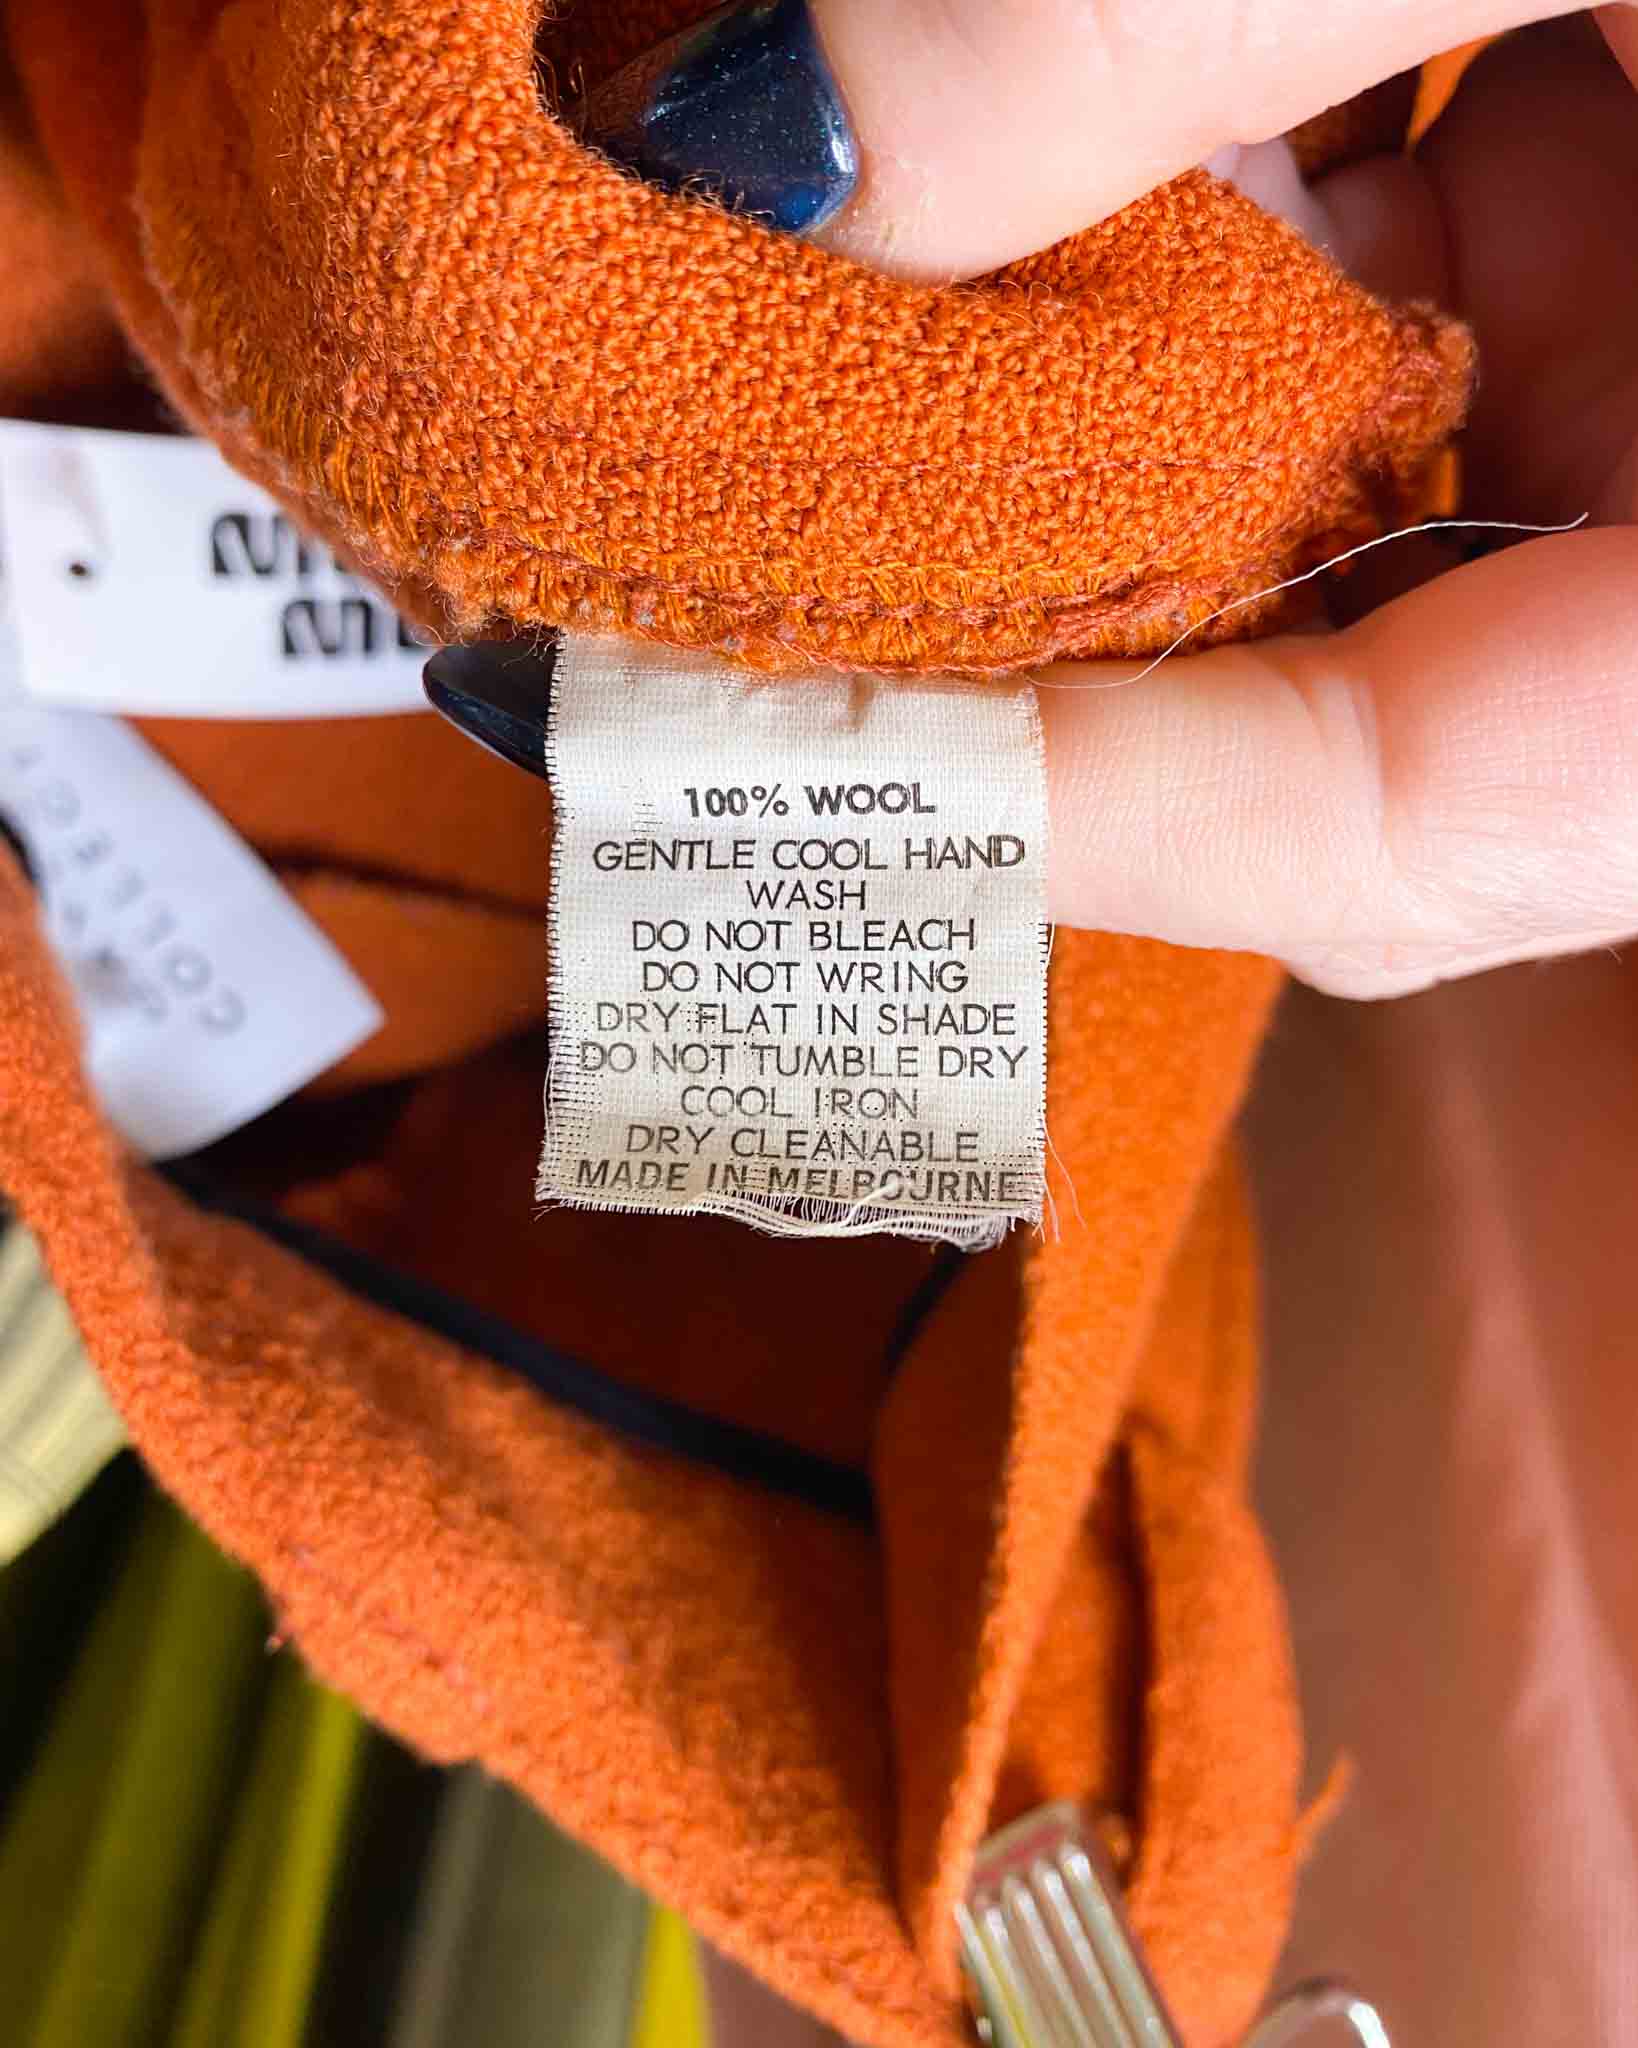 100% WOOL
GENTLE COOL HAND
WASH
DO NOT BLEACH
DO NOT WRING
DRY FLAT IN SHADE
DO NOT TUMBLE DRY
COOL IRON
DRY CLEANABLE
MADE IN MELBOURNE
COLLECT